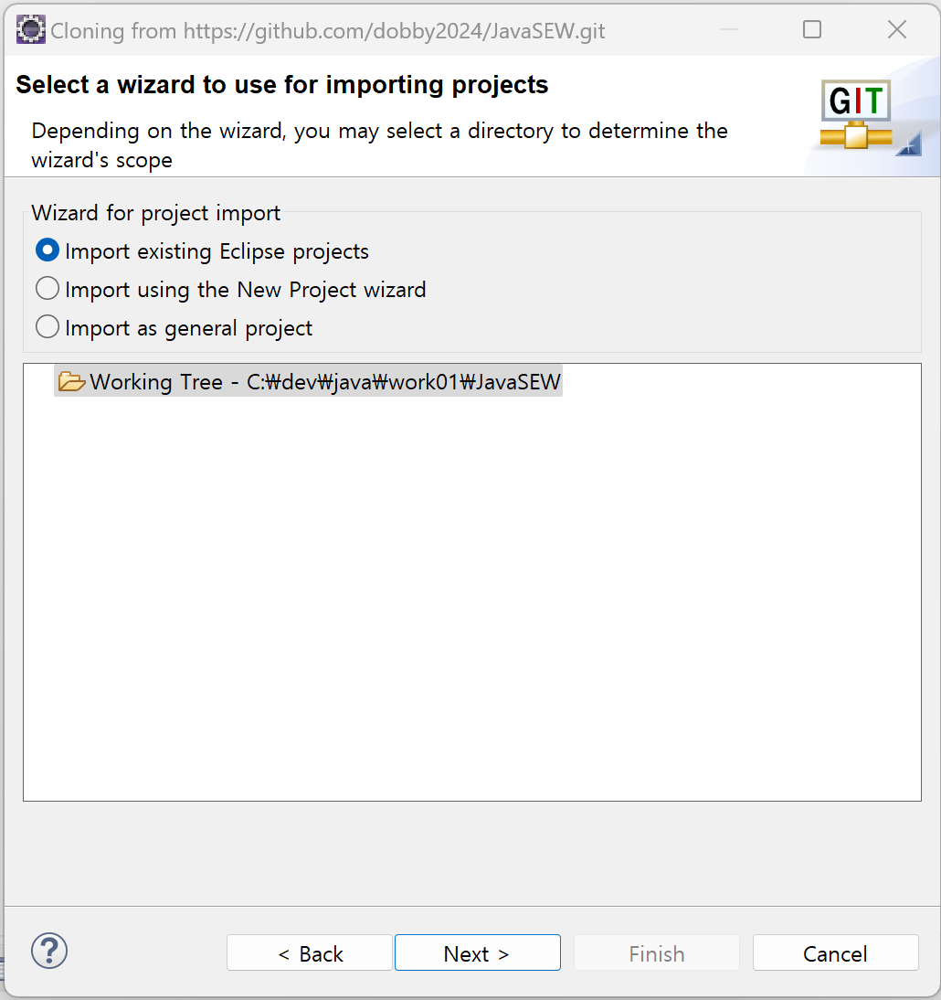 Cloning from https://github.com/dobby2024/JavaSEW.git
Select a wizard to use for importing projects
Depending on the wizard, you may select a directory to determine the
wizard's scope
GIT
Wizard for project import
Import existing Eclipse projects
Import using the New Project wizard
Import as general project
Working Tree - C:₩dev₩java₩work01₩JavaSEW
?
< Back
Next >
Finish
Cancel